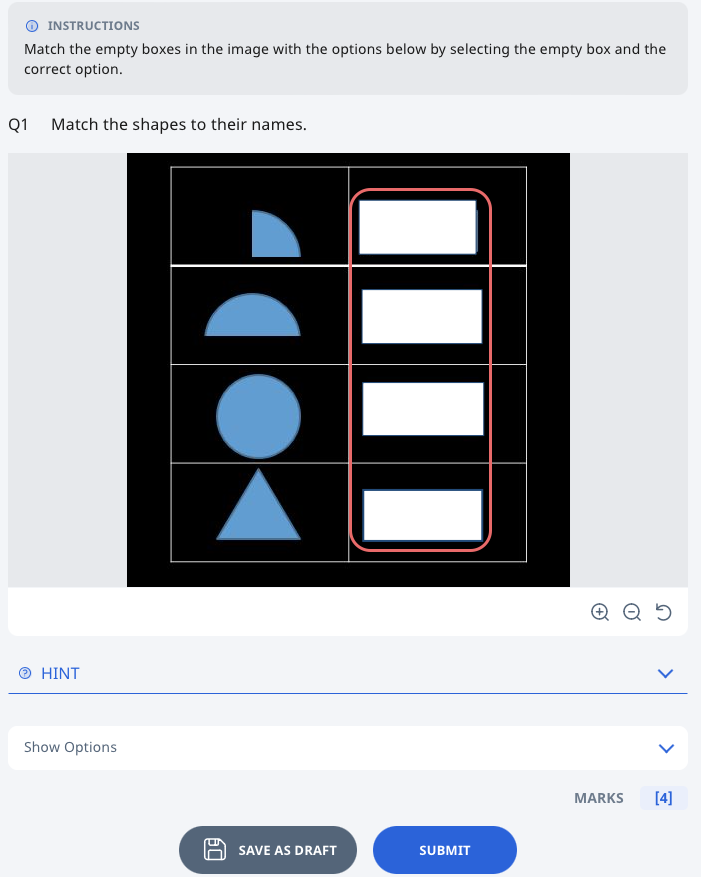 INSTRUCTIONS
Match the empty boxes in the image with the options below by selecting the empty box and the
correct option.
Q1 Match the shapes to their names.
HINT
Show Options
MARKS [4]
SAVE AS DRAFT SUBMIT